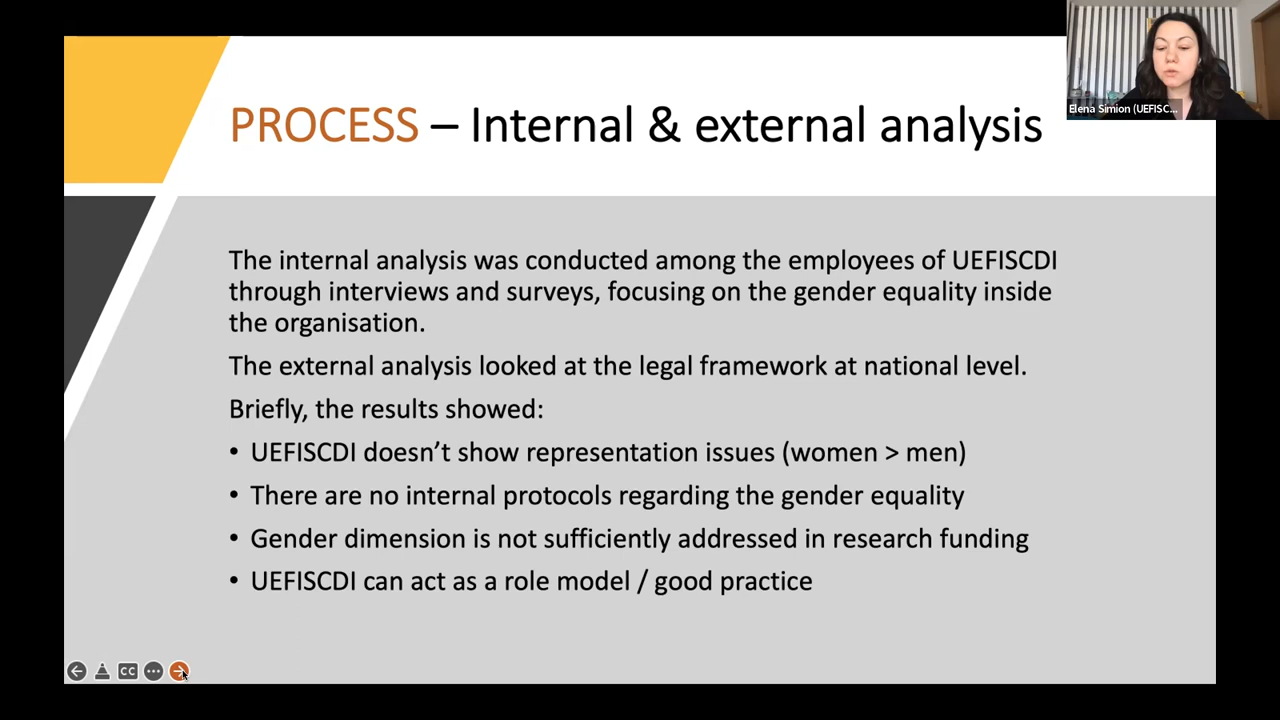 PROCESS – Internal & external analysis
Elena Simion (UEFISC...
The internal analysis was conducted among the employees of UEFISCDI
through interviews and surveys, focusing on the gender equality inside
the organisation.
The external analysis looked at the legal framework at national level.
Briefly, the results showed:
• UEFISCDI doesn’t show representation issues (women > men)
• There are no internal protocols regarding the gender equality
• Gender dimension is not sufficiently addressed in research funding
• UEFISCDI can act as a role model / good practice
CC